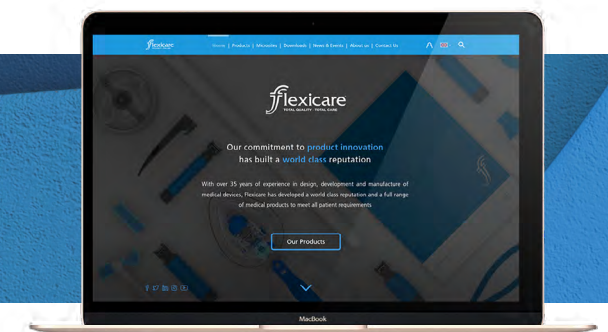 flexicare
Home | Products | Microsites | Downloads | News & Events | About us | Contact Us
flexicare
TOTAL QUALITY · TOTAL CARE
Our commitment to product innovation
has built a world class reputation
With over 35 years of experience in design, development and manufacture of
medical devices, Flexicare has developed a world class reputation and a full range
of medical products to meet all patient requirements
Our Products
MacBook